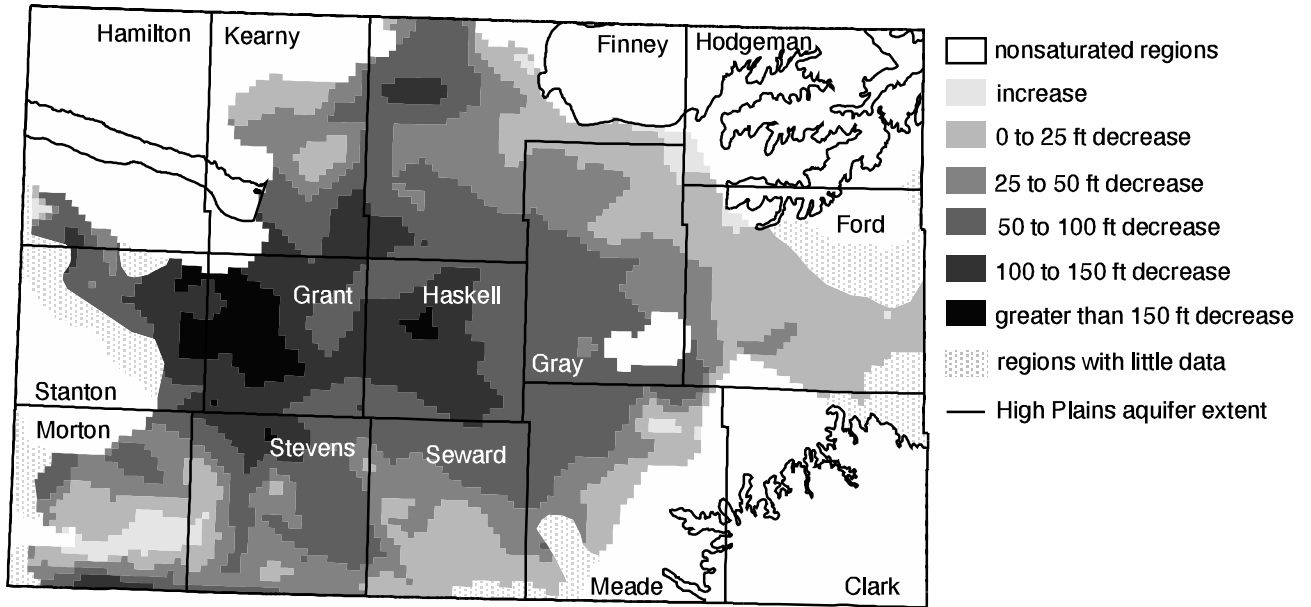 Hamilton
Kearny
Finney
Hodgeman
Ford
Grant
Haskell
Gray
Stanton
Morton
Stevens
Seward
Meade
Clark
nonsaturated regions
increase
0 to 25 ft decrease
25 to 50 ft decrease
50 to 100 ft decrease
100 to 150 ft decrease
greater than 150 ft decrease
regions with little data
High Plains aquifer extent